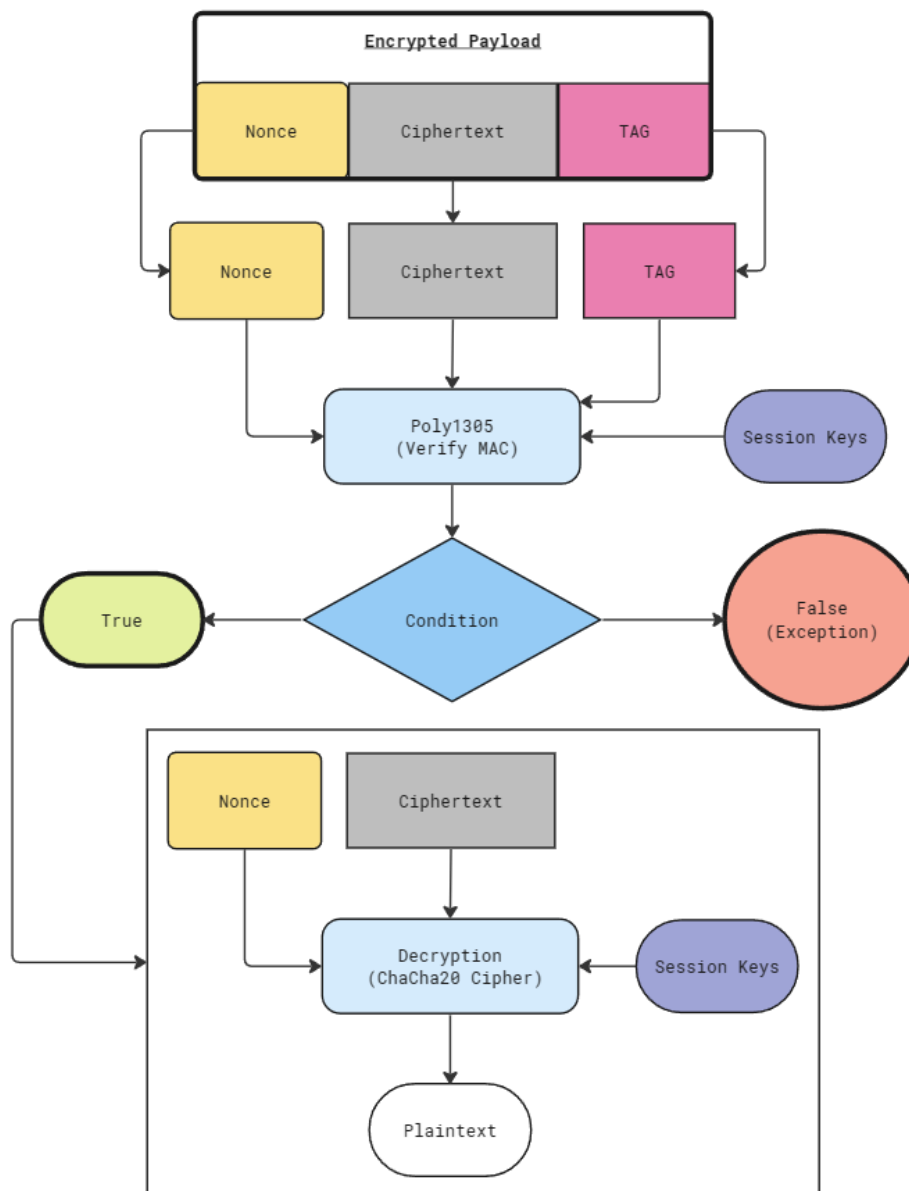 Encrypted Payload
Nonce
Ciphertext
TAG
Nonce
Ciphertext
TAG
Poly1305
(Verify MAC)
Session Keys
True
Condition
False
(Exception)
Nonce
Ciphertext
Decryption
(ChaCha20 Cipher)
Session Keys
Plaintext